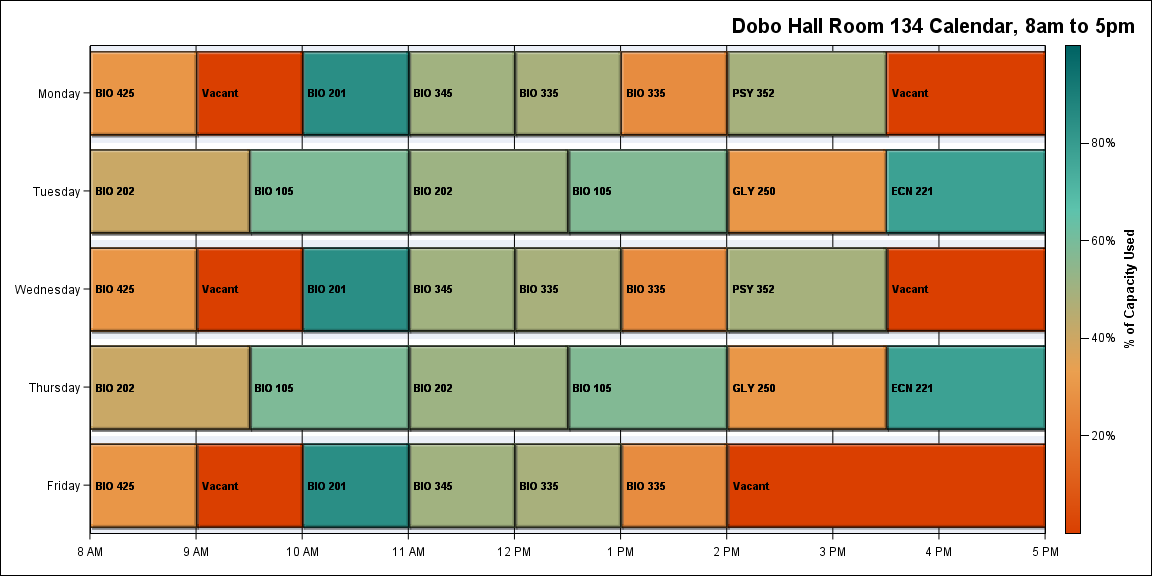 Dobo Hall Room 134 Calendar, 8am to 5pm
Monday
BIO 425
Vacant
BIO 201
BIO 345
BIO 335
BIO 335
PSY 352
Vacant
Tuesday
BIO 202
BIO 105
BIO 202
BIO 105
GLY 250
ECN 221
Wednesday
BIO 425
Vacant
BIO 201
BIO 345
BIO 335
BIO 335
PSY 352
Vacant
Thursday
BIO 202
BIO 105
BIO 202
BIO 105
GLY 250
ECN 221
Friday
BIO 425
Vacant
BIO 201
BIO 345
BIO 335
BIO 335
Vacant
8 AM
9 AM
10 AM
11 AM
12 PM
1 PM
2 PM
3 PM
4 PM
5 PM
80%
60%
40%
20%
% of Capacity Used